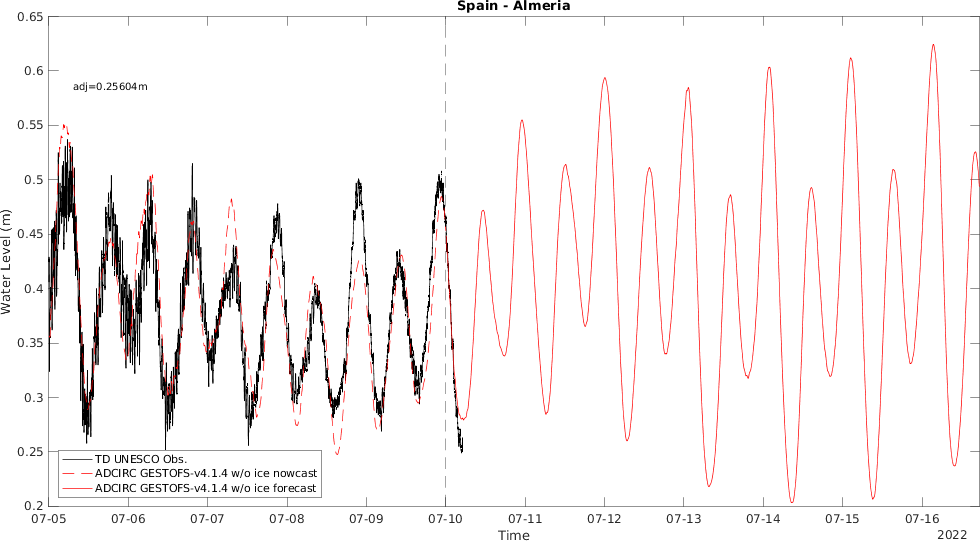 Spain - Almeria
0.65
0.6
0.55
0.5
0.45
0.4
0.35
0.3
0.25
0.2
Water Level (m)
adj=0.25604m
TD UNESCO Obs.
ADCIRC GESTOFS-v4.1.4 w/o ice nowcast
ADCIRC GESTOFS-v4.1.4 w/o ice forecast
07-05 07-06 07-07 07-08 07-09 07-10 07-11 07-12 07-13 07-14 07-15 07-16
Time
2022